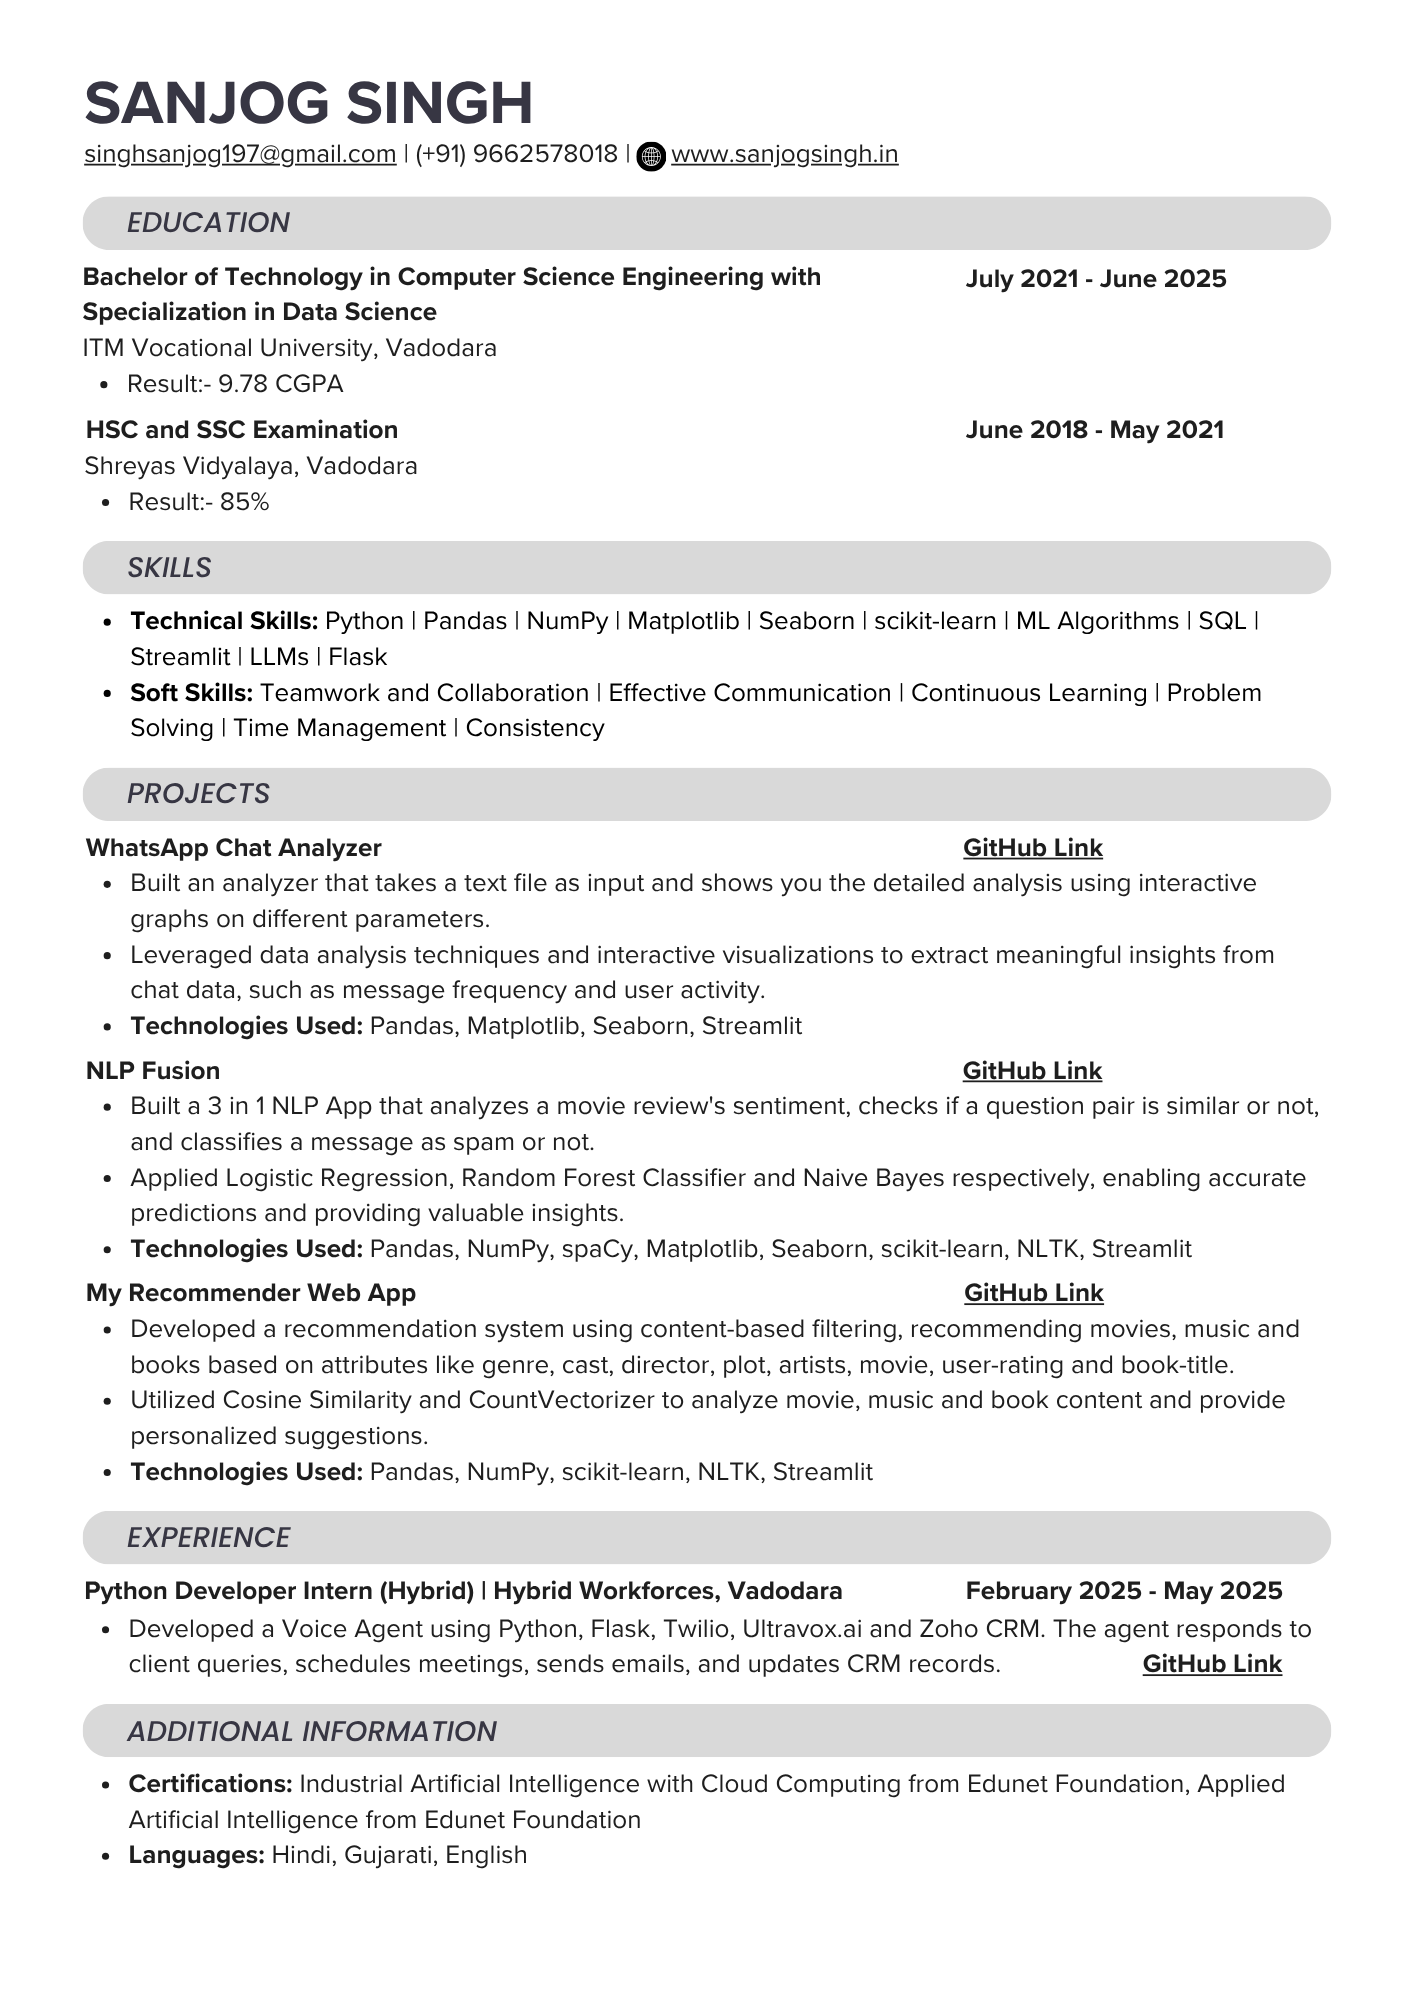 SANJOG SINGH
singhsanjog197@gmail.com | (+91) 9662578018 | www.sanjogsingh.in
EDUCATION
Bachelor of Technology in Computer Science Engineering with July 2021 - June 2025
Specialization in Data Science
ITM Vocational University, Vadodara
• Result:- 9.78 CGPA
HSC and SSC Examination June 2018 - May 2021
Shreyas Vidyalaya, Vadodara
• Result:- 85%
SKILLS
• Technical Skills: Python | Pandas | NumPy | Matplotlib | Seaborn | scikit-learn | ML Algorithms | SQL |
Streamlit | LLMs | Flask
• Soft Skills: Teamwork and Collaboration | Effective Communication | Continuous Learning | Problem
Solving | Time Management | Consistency
PROJECTS
WhatsApp Chat Analyzer GitHub Link
• Built an analyzer that takes a text file as input and shows you the detailed analysis using interactive
graphs on different parameters.
• Leveraged data analysis techniques and interactive visualizations to extract meaningful insights from
chat data, such as message frequency and user activity.
• Technologies Used: Pandas, Matplotlib, Seaborn, Streamlit
NLP Fusion GitHub Link
• Built a 3 in 1 NLP App that analyzes a movie review's sentiment, checks if a question pair is similar or not,
and classifies a message as spam or not.
• Applied Logistic Regression, Random Forest Classifier and Naive Bayes respectively, enabling accurate
predictions and providing valuable insights.
• Technologies Used: Pandas, NumPy, spaCy, Matplotlib, Seaborn, scikit-learn, NLTK, Streamlit
My Recommender Web App GitHub Link
• Developed a recommendation system using content-based filtering, recommending movies, music and
books based on attributes like genre, cast, director, plot, artists, movie, user-rating and book-title.
• Utilized Cosine Similarity and CountVectorizer to analyze movie, music and book content and provide
personalized suggestions.
• Technologies Used: Pandas, NumPy, scikit-learn, NLTK, Streamlit
EXPERIENCE
Python Developer Intern (Hybrid) | Hybrid Workforces, Vadodara February 2025 - May 2025
• Developed a Voice Agent using Python, Flask, Twilio, Ultravox.ai and Zoho CRM. The agent responds to
client queries, schedules meetings, sends emails, and updates CRM records. GitHub Link
ADDITIONAL INFORMATION
• Certifications: Industrial Artificial Intelligence with Cloud Computing from Edunet Foundation, Applied
Artificial Intelligence from Edunet Foundation
• Languages: Hindi, Gujarati, English